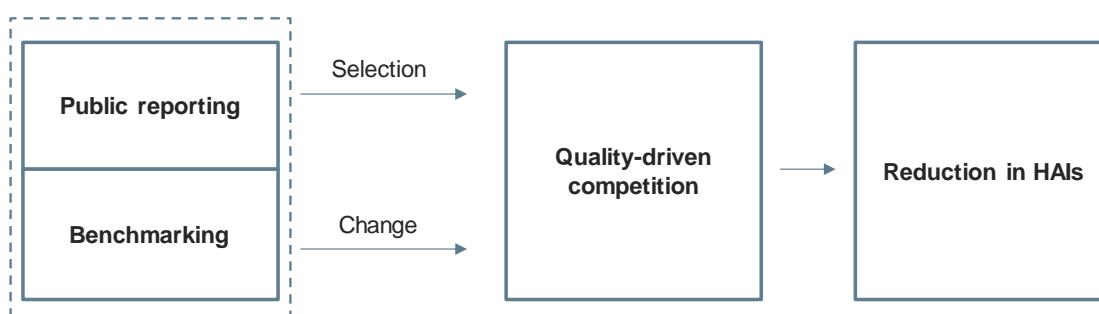 Public reporting
Selection
Benchmarking
Change
Quality-driven
competition
Reduction in HAIs